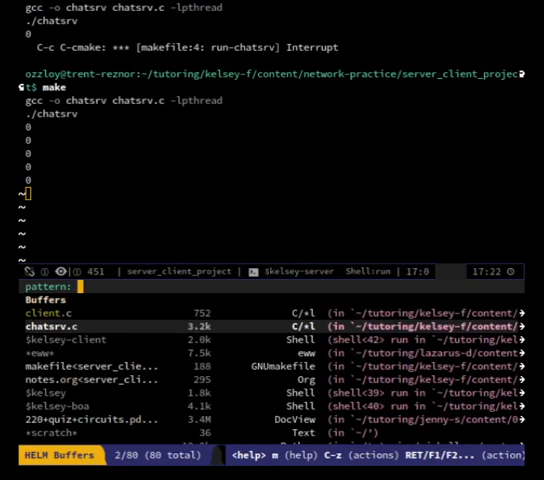 gcc -o chatsrv chatsrv.c -lpthread
./chatsrv
0
C-c C-cmake: *** [makefile:4: run-chatsrv] Interrupt
ozzloy@trent-reznor:~/tutoring/kelsey-f/content/network-practice/server_client_projec
t$ make
gcc -o chatsrv chatsrv.c -lpthread
./chatsrv
0
0
0
0
0
~
~
~
~
~
~
451 | server_client_project | $kelsey-server Shell:run | 17:0 17:22
pattern:
Buffers
client.c 752 C/*l (in `~/tutoring/kelsey-f/content/
chatsrv.c 3.2k C/*l (in `~/tutoring/kelsey-f/content/
$kelsey-client 2.0k Shell (shell<42> run in `~/tutoring/kel
*eww* 7.5k eww (in `~/tutoring/lazarus-d/content
makefile<server_clie... 188 GNUmakefile (in `~/tutoring/kelsey-f/content/
notes.org<server_cli... 295 Org (in `~/tutoring/kelsey-f/content/
$kelsey 1.8k Shell (shell<39> run in `~/tutoring/kel
$kelsey-boa 4.1k Shell (shell<40> run in `~/tutoring/kel
220+quiz+circuits.pd... 3.4M DocView (in `~/tutoring/jenny-s/content/0
*scratch* 36 Text (in `~/')
HELM Buffers 2/80 (80 total) <help> m (help) C-z (actions) RET/F1/F2... (action)